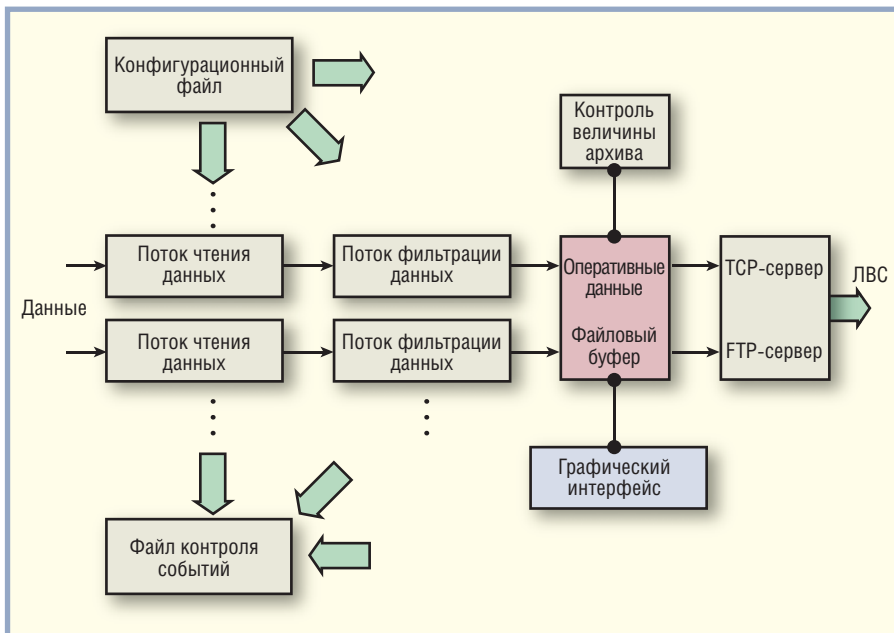 Конфигурационный
файл
Контроль
величины
архива
Данные
Поток чтения
данных
Поток фильтрации
данных
Поток чтения
данных
Поток фильтрации
данных
Оперативные
данные
Файловый
буфер
TCP-сервер
FTP-сервер
ЛВС
Графический
интерфейс
Файл контроля
событий